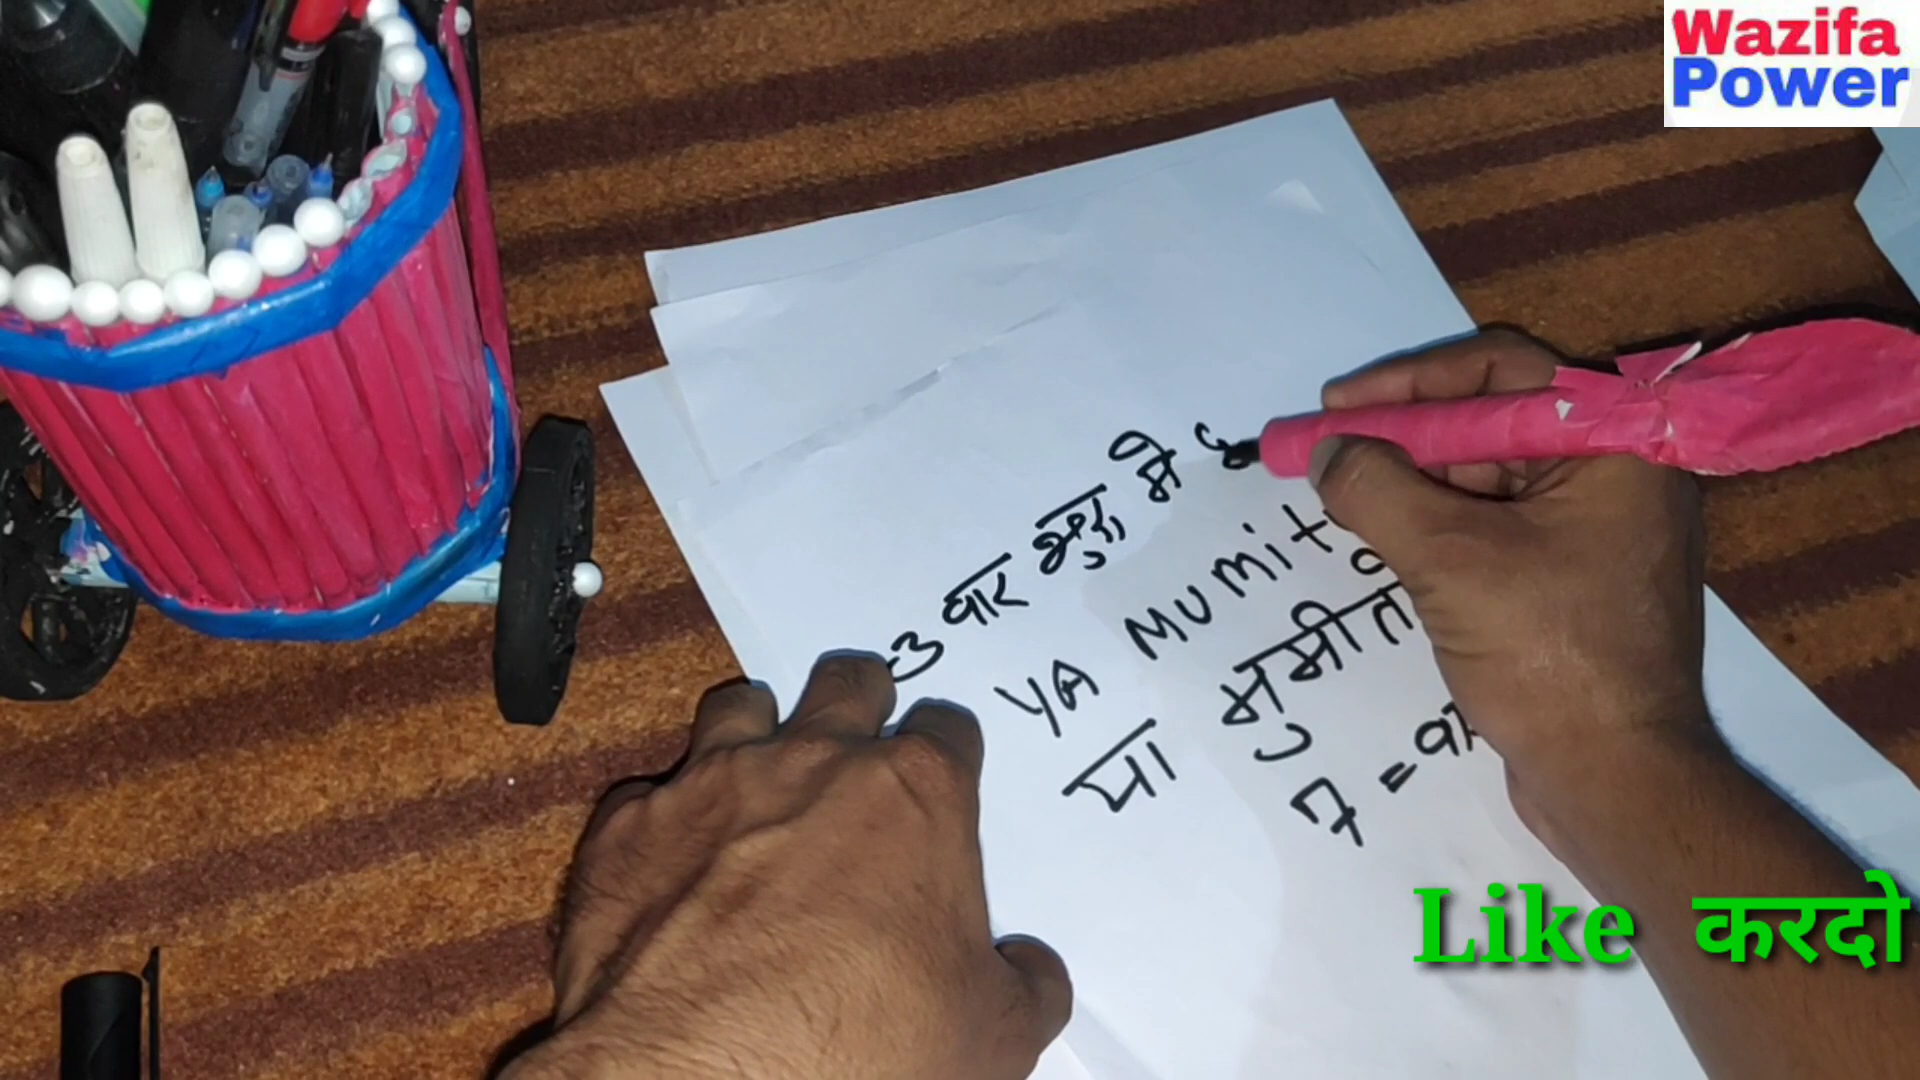 Wazifa
Power
3 बार शुरू मे
YA MUMit
या मुमीतु
7 = बा
Like करदो